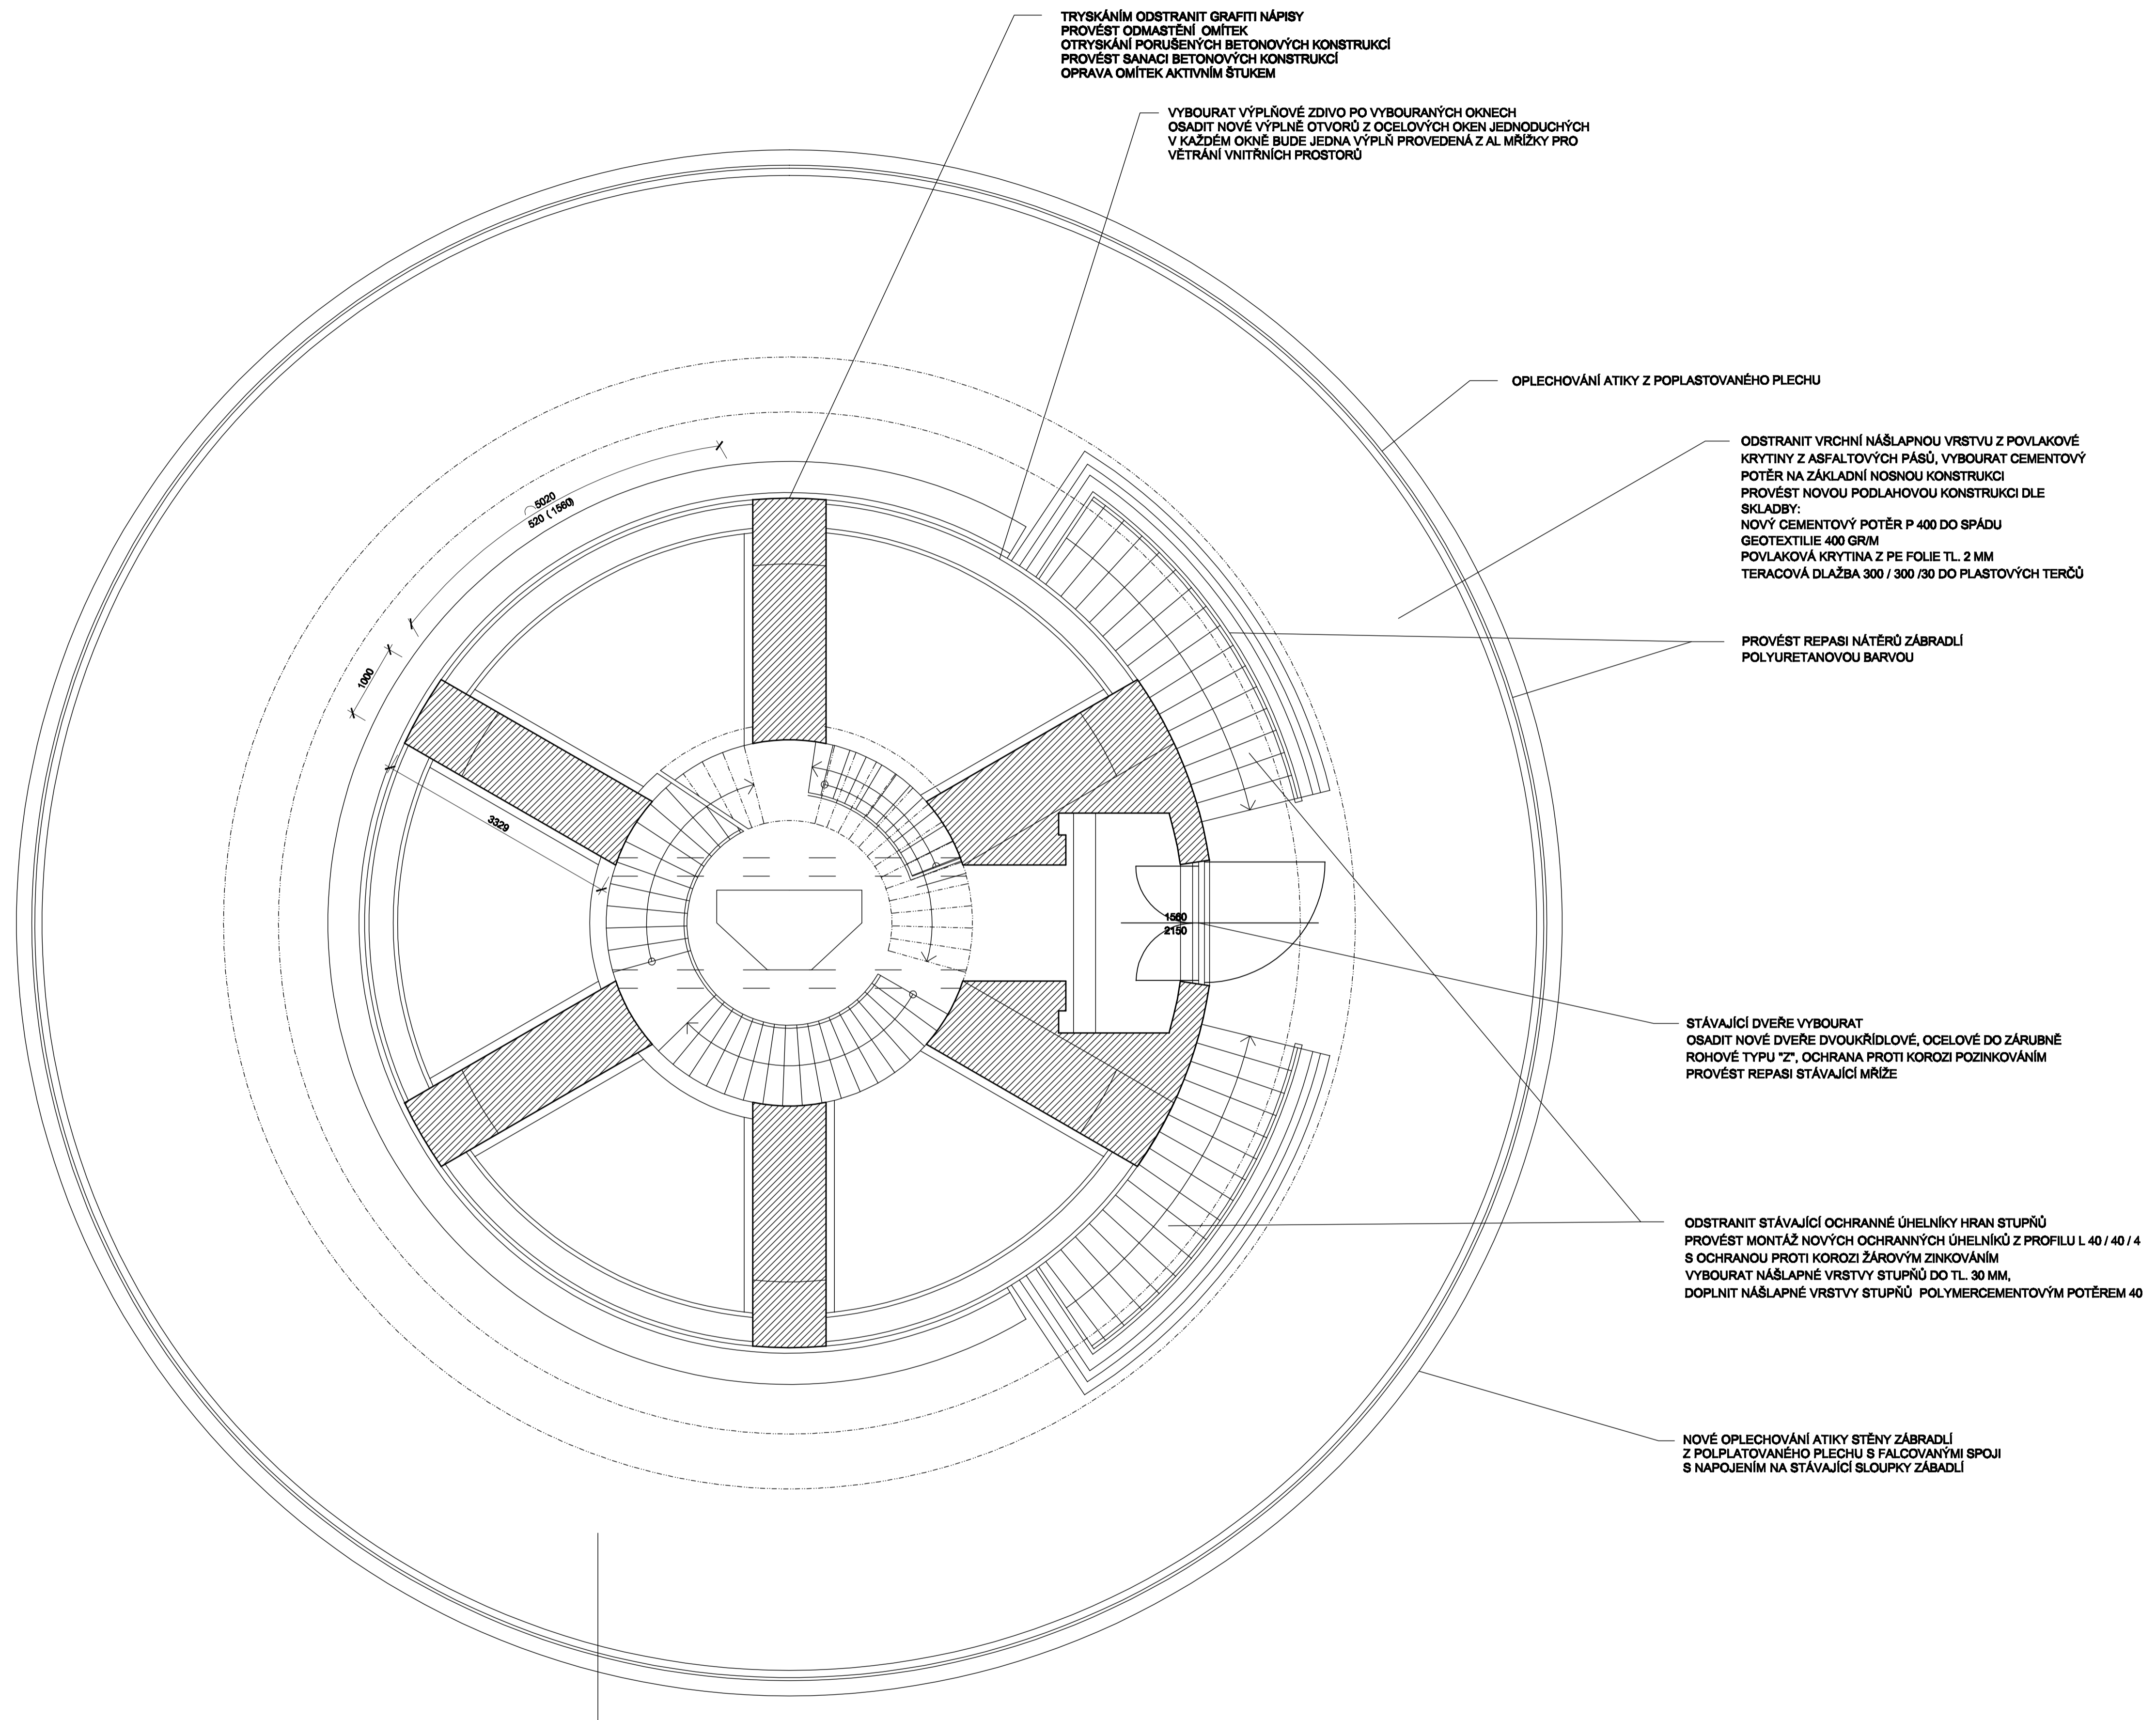 TRYSKÁNÍM ODSTRANIT GRAFITI NÁPISY
PROVÉST ODMASTĚNÍ OMÍTEK
OTRYSKÁNÍ PORUŠENÝCH BETONOVÝCH KONSTRUKCÍ
PROVÉST SANACI BETONOVÝCH KONSTRUKCÍ
OPRAVA OMÍTEK AKTIVNÍM ŠTUKEM
VYBOURAT VÝPLŇOVÉ ZDIVO PO VYBOURANÝCH OKNECH
OSADIT NOVÉ VÝPLNĚ OTVORŮ Z OCELOVÝCH OKEN JEDNODUCHÝCH
V KAŽDÉM OKNĚ BUDE JEDNA VÝPLŇ PROVEDENÁ Z AL MŘÍŽKY PRO
VĚTRÁNÍ VNITŘNÍCH PROSTORŮ
OPLECHOVÁNÍ ATIKY Z POPLASTOVANÉHO PLECHU
ODSTRANIT VRCHNÍ NÁŠLAPNOU VRSTVU Z POVLAKOVÉ
KRYTINY Z ASFALTOVÝCH PÁSŮ, VYBOURAT CEMENTOVÝ
POTĚR NA ZÁKLADNÍ NOSNOU KONSTRUKCI
PROVÉST NOVOU PODLAHOVOU KONSTRUKCI DLE
SKLADBY:
NOVÝ CEMENTOVÝ POTĚR P 400 DO SPÁDU
GEOTEXTILIE 400 GR/M
POVLAKOVÁ KRYTINA Z PE FOLIE TL. 2 MM
TERACOVÁ DLAŽBA 300 / 300 /30 DO PLASTOVÝCH TERČŮ
5020
520 ( 1560)
1000
PROVÉST REPASI NÁTĚRŮ ZÁBRADLÍ
POLYURETANOVOU BARVOU
3329
1560
2150
STÁVAJÍCÍ DVEŘE VYBOURAT
OSADIT NOVÉ DVEŘE DVOUKŘÍDLOVÉ, OCELOVÉ DO ZÁRUBNĚ
ROHOVÉ TYPU "Z", OCHRANA PROTI KOROZI POZINKOVÁNÍM
PROVÉST REPASI STÁVAJÍCÍ MŘÍŽE
ODSTRANIT STÁVAJÍCÍ OCHRANNÉ ÚHELNÍKY HRAN STUPŇŮ
PROVÉST MONTÁŽ NOVÝCH OCHRANNÝCH ÚHELNÍKŮ Z PROFILU L 40 / 40 / 4
S OCHRANOU PROTI KOROZI ŽÁROVÝM ZINKOVÁNÍM
VYBOURAT NÁŠLAPNÉ VRSTVY STUPŇŮ DO TL. 30 MM,
DOPLNIT NÁŠLAPNÉ VRSTVY STUPŇŮ POLYMERCEMENTOVÝM POTĚREM 40
NOVÉ OPLECHOVÁNÍ ATIKY STĚNY ZÁBRADLÍ
Z POLPLATOVANÉHO PLECHU S FALCOVANÝMI SPOJI
S NAPOJENÍM NA STÁVAJÍCÍ SLOUPKY ZÁBADLÍ